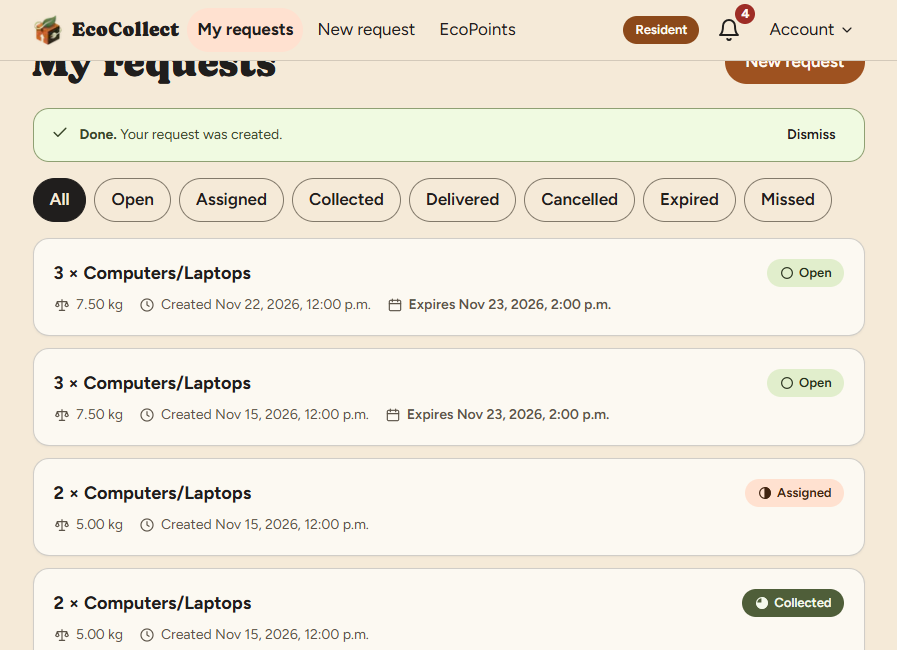 EcoCollect My requests New request EcoPoints Resident 4 Account
My requests New request
Done. Your request was created. Dismiss
All Open Assigned Collected Delivered Cancelled Expired Missed
3 × Computers/Laptops Open
7.50 kg Created Nov 22, 2026, 12:00 p.m. Expires Nov 23, 2026, 2:00 p.m.
3 × Computers/Laptops Open
7.50 kg Created Nov 15, 2026, 12:00 p.m. Expires Nov 23, 2026, 2:00 p.m.
2 × Computers/Laptops Assigned
5.00 kg Created Nov 15, 2026, 12:00 p.m.
2 × Computers/Laptops Collected
5.00 kg Created Nov 15, 2026, 12:00 p.m.